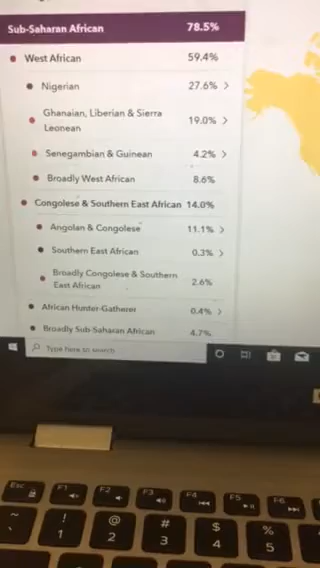 Sub-Saharan African 78.5%
West African 59.4%
Nigerian 27.6% >
Ghanaian, Liberian & Sierra
Leonean 19.0% >
Senegambian & Guinean 4.2% >
Broadly West African 8.6%
Congolese & Southern East African 14.0%
Angolan & Congolese 11.1% >
Southern East African 0.3% >
Broadly Congolese & Southern
East African 2.6%
African Hunter-Gatherer 0.4% >
Broadly Sub-Saharan African 4.7%
Type here to search
Esc F1 F2 F3 F4 F5 F6
~ ! @ # $ %
` 1 2 3 4 5